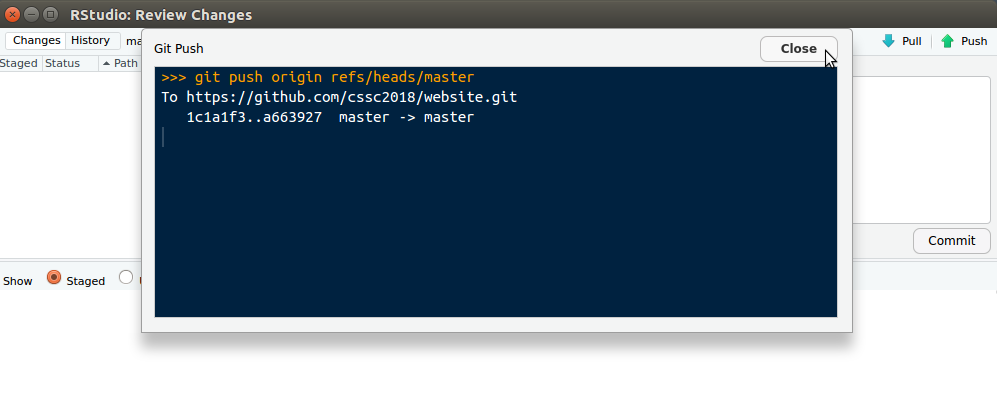 RStudio: Review Changes
Changes History ma Pull Push
Staged Status Path
Git Push Close
>>> git push origin refs/heads/master
To https://github.com/cssc2018/website.git
1c1a1f3..a663927 master -> master
Commit
Show Staged